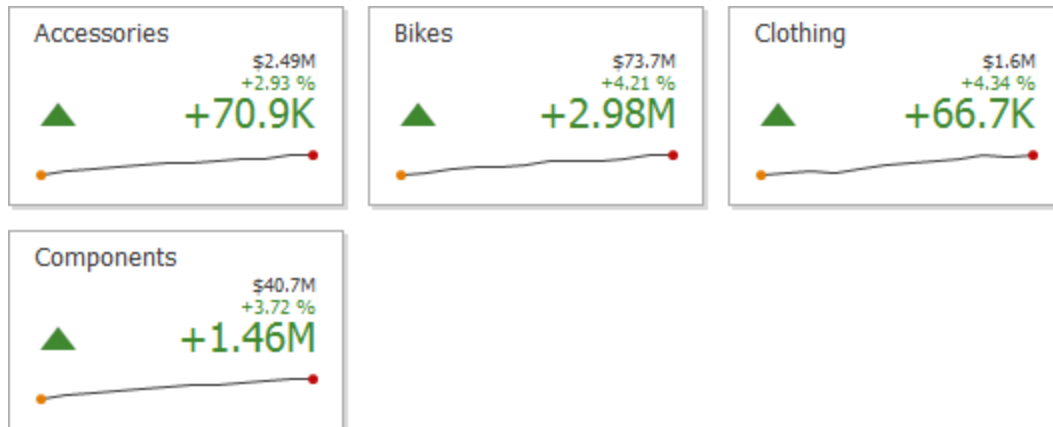 Accessories
$2.49M
+2.93 %
+70.9K
Bikes
$73.7M
+4.21 %
+2.98M
Clothing
$1.6M
+4.34 %
+66.7K
Components
$40.7M
+3.72 %
+1.46M